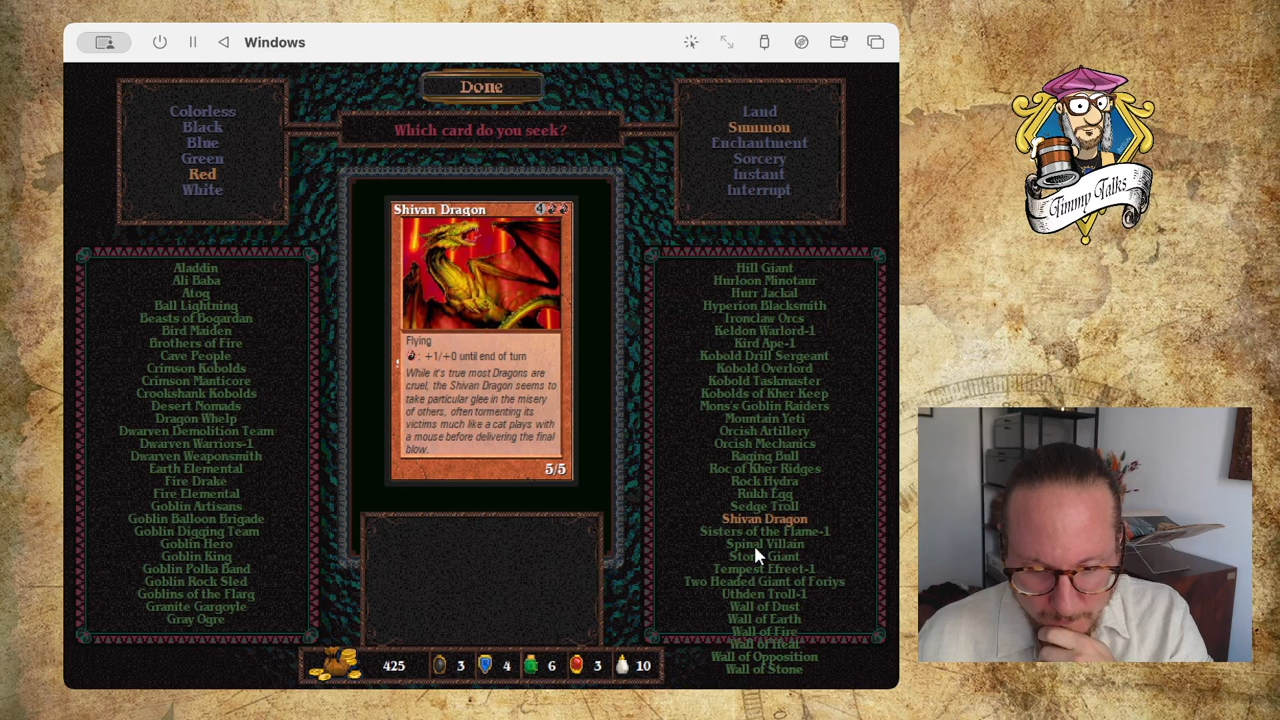 Windows
Done
Which card do you seek?
Colorless
Black
Blue
Green
Red
White
Land
Summon
Enchantment
Sorcery
Instant
Interrupt
Shivan Dragon 4
Flying
: +1/+0 until end of turn
While it's true most Dragons are
cruel, the Shivan Dragon seems to
take particular glee in the misery
of others, often tormenting its
victims much like a cat plays with
a mouse before delivering the final
blow.
5/5
Aladdin
Ali Baba
Atog
Ball Lightning
Beasts of Bogardan
Bird Maiden
Brothers of Fire
Cave People
Crimson Kobolds
Crimson Manticore
Crookshank Kobolds
Desert Nomads
Dragon Whelp
Dwarven Demolition Team
Dwarven Warriors-1
Dwarven Weaponsmith
Earth Elemental
Fire Drake
Fire Elemental
Goblin Artisans
Goblin Balloon Brigade
Goblin Digging Team
Goblin Hero
Goblin King
Goblin Polka Band
Goblin Rock Sled
Goblins of the Flarg
Granite Gargoyle
Gray Ogre
Hill Giant
Hurloon Minotaur
Hurr Jackal
Hyperion Blacksmith
Ironclaw Orcs
Keldon Warlord-1
Kird Ape-1
Kobold Drill Sergeant
Kobold Overlord
Kobold Taskmaster
Kobolds of Kher Keep
Mons's Goblin Raiders
Mountain Yeti
Orcish Artillery
Orcish Mechanics
Raging Bull
Roc of Kher Ridges
Rock Hydra
Rukh Egg
Sedge Troll
Shivan Dragon
Sisters of the Flame-1
Spinal Villain
Stone Giant
Tempest Efreet-1
Two Headed Giant of Foriys
Uthden Troll-1
Wall of Dust
Wall of Earth
Wall of Fire
Wall of Heat
Wall of Opposition
Wall of Stone
425 3 4 6 3 10
Timmy Talks